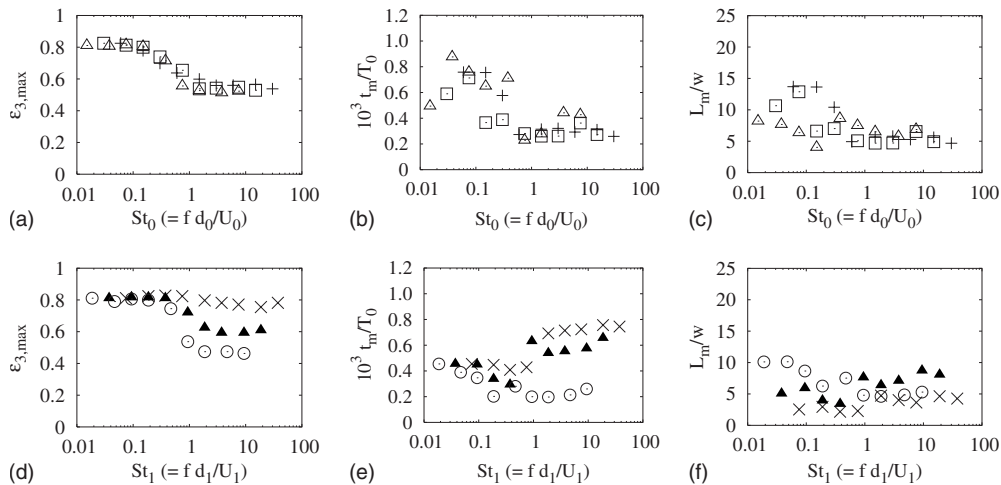 1
0.8
0.6
0.4
0.2
0
ε3,max
0.01 0.1 1 10 100
St0 (= f d0/U0)
(a)
1.2
1.0
0.8
0.6
0.4
0.2
0
10³ tm/T0
0.01 0.1 1 10 100
St0 (= f d0/U0)
(b)
25
20
15
10
5
0
Lm/w
0.01 0.1 1 10 100
St0 (= f d0/U0)
(c)
1
0.8
0.6
0.4
0.2
0
ε3,max
0.01 0.1 1 10 100
St1 (= f d1/U1)
(d)
1.2
1.0
0.8
0.6
0.4
0.2
0
10³ tm/T0
0.01 0.1 1 10 100
St1 (= f d1/U1)
(e)
25
20
15
10
5
0
Lm/w
0.01 0.1 1 10 100
St1 (= f d1/U1)
(f)